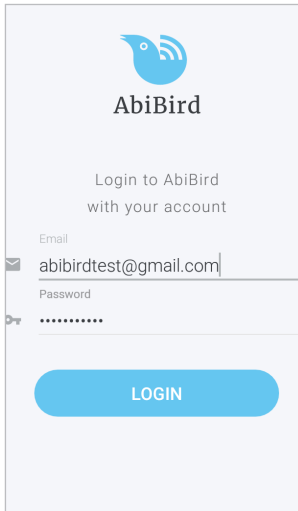 AbiBird
Login to AbiBird
with your account
Email
abibirdtest@gmail.com
Password
•••••••••••
LOGIN